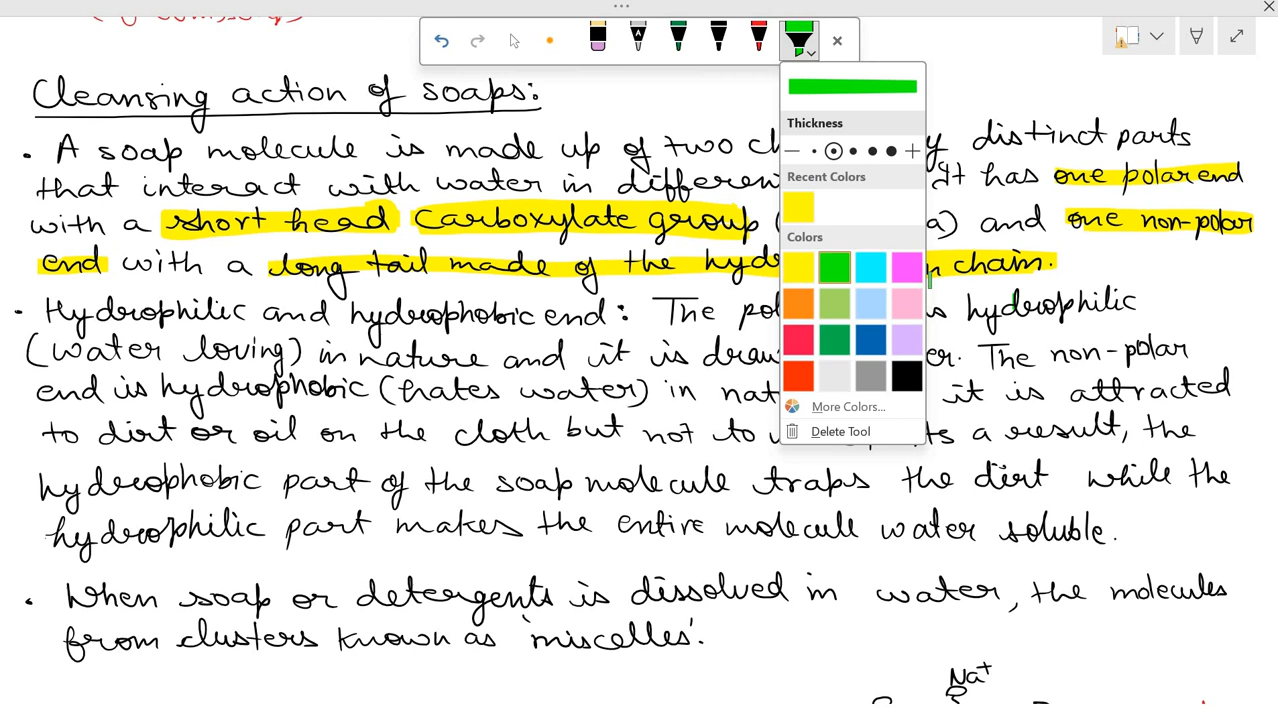 Cleansing action of soaps:
Thickness
Recent Colors
Colors
More Colors...
Delete Tool
. A soap molecule is made up of two ch y distinct parts
that interact with water in differen It has one polar end
with a short head carboxylate group ( a) and one non-polar
end with a long tail made of the hyd n chain.
. Hydrophilic and hydrophobic end: The pol s hydrophilic
(water loving) in nature and it is draw er. The non-polar
end is hydrophobic (hates water) in nat it is attracted
to dirt or oil on the cloth but not to As a result, the
hydrophobic part of the soap molecule traps the dirt while the
hydrophilic part makes the entire molecule water soluble.
. When soap or detergents is dissolved in water, the molecules
from clusters known as 'miscelles'.
Na+